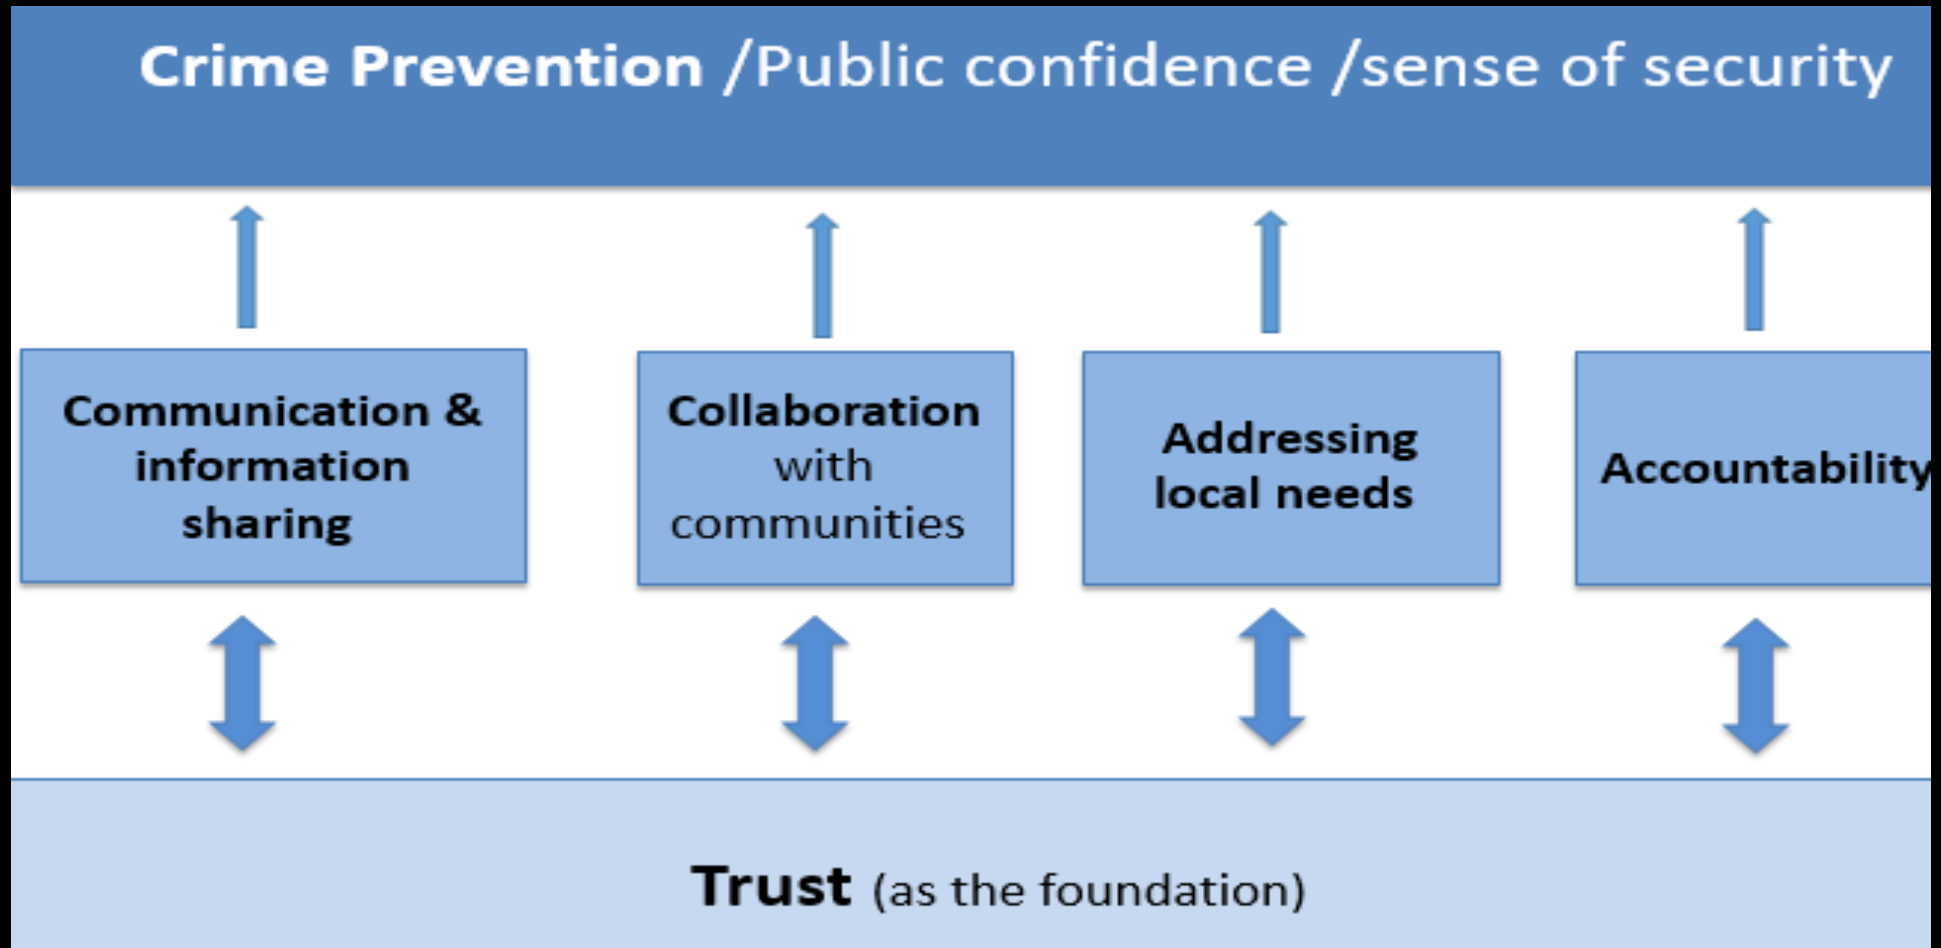 Crime Prevention /Public confidence /sense of security
Communication &
information
sharing
Collaboration
with
communities
Addressing
local needs
Accountability
Trust (as the foundation)